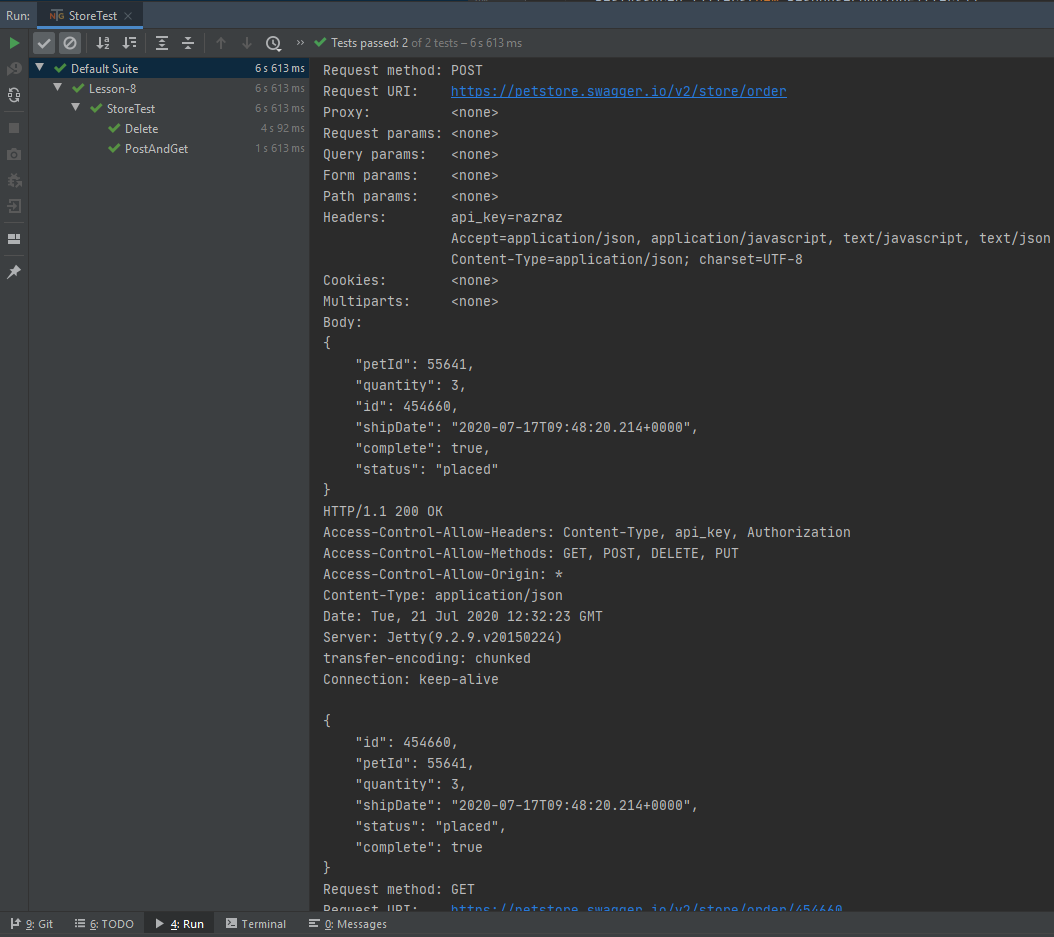 Run: StoreTest ×
Tests passed: 2 of 2 tests – 6 s 613 ms
Default Suite 6 s 613 ms
Lesson-8 6 s 613 ms
StoreTest 6 s 613 ms
Delete 4 s 92 ms
PostAndGet 1 s 613 ms
Request method: POST
Request URI: https://petstore.swagger.io/v2/store/order
Proxy: <none>
Request params: <none>
Query params: <none>
Form params: <none>
Path params: <none>
Headers: api_key=razraz
Accept=application/json, application/javascript, text/javascript, text/json
Content-Type=application/json; charset=UTF-8
Cookies: <none>
Multiparts: <none>
Body:
{
"petId": 55641,
"quantity": 3,
"id": 454660,
"shipDate": "2020-07-17T09:48:20.214+0000",
"complete": true,
"status": "placed"
}
HTTP/1.1 200 OK
Access-Control-Allow-Headers: Content-Type, api_key, Authorization
Access-Control-Allow-Methods: GET, POST, DELETE, PUT
Access-Control-Allow-Origin: *
Content-Type: application/json
Date: Tue, 21 Jul 2020 12:32:23 GMT
Server: Jetty(9.2.9.v20150224)
transfer-encoding: chunked
Connection: keep-alive
{
"id": 454660,
"petId": 55641,
"quantity": 3,
"shipDate": "2020-07-17T09:48:20.214+0000",
"status": "placed",
"complete": true
}
Request method: GET
Request URI: https://petstore.swagger.io/v2/store/order/454660
9: Git 6: TODO 4: Run Terminal 0: Messages